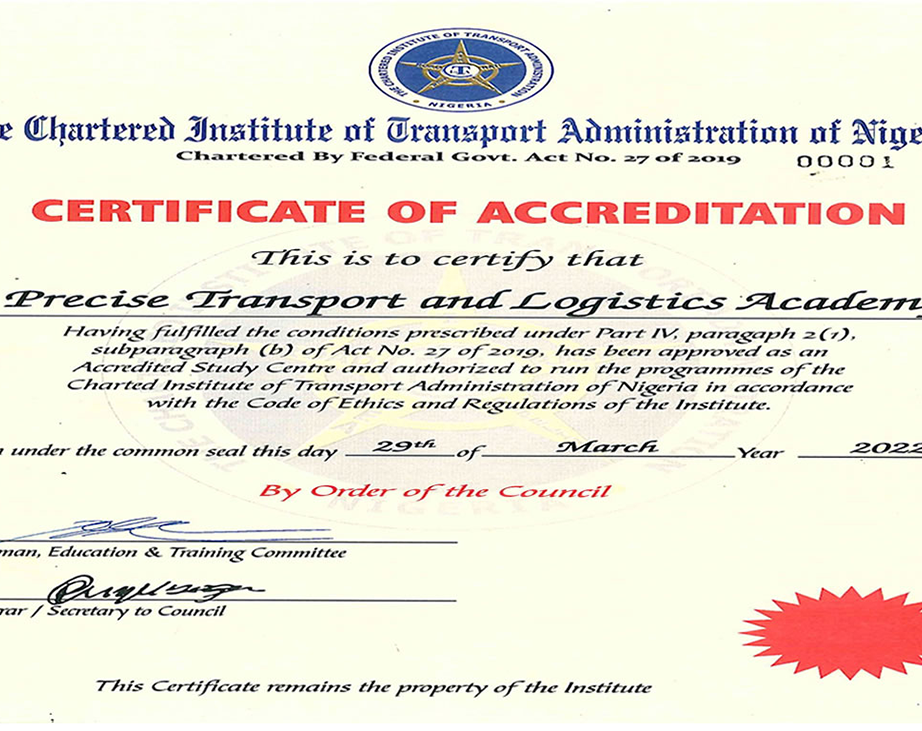 THE CHARTERED INSTITUTE OF TRANSPORT ADMINISTRATION
NIGERIA
e Chartered Institute of Transport Administration of Nige
Chartered By Federal Govt. Act No. 27 of 2019 00001
CERTIFICATE OF ACCREDITATION
This is to certify that
Precise Transport and Logistics Academ
Having fulfilled the conditions prescribed under Part IV, paragaph 2(1),
subparagraph (b) of Act No. 27 of 2019, has been approved as an
Accredited Study Centre and authorized to run the programmes of the
Charted Institute of Transport Administration of Nigeria in accordance
with the Code of Ethics and Regulations of the Institute.
n under the common seal this day 29th of March Year 2022
By Order of the Council
man, Education & Training Committee
rar / Secretary to Council
This Certificate remains the property of the Institute